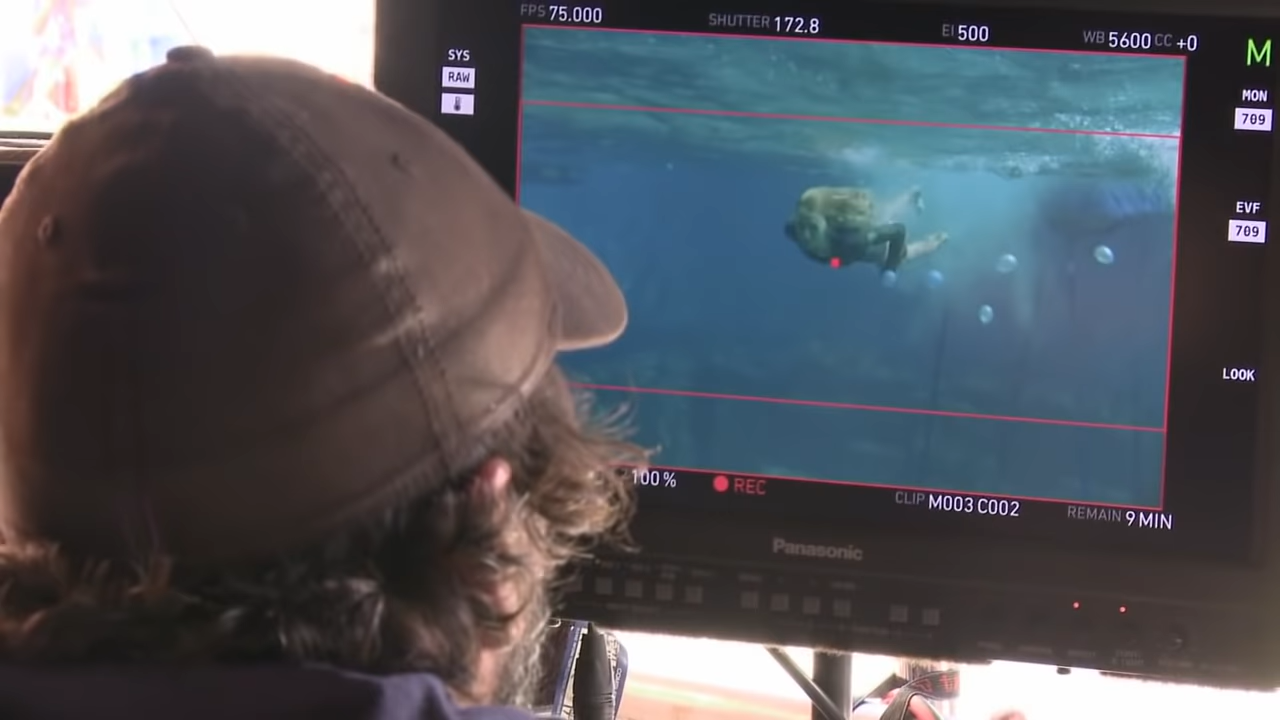 FPS 75.000 SHUTTER 172.8 EI 500 WB 5600 CC +0
SYS
RAW
M
MON
709
EVF
709
LOOK
100% REC CLIP M003 C002 REMAIN 9 MIN
Panasonic